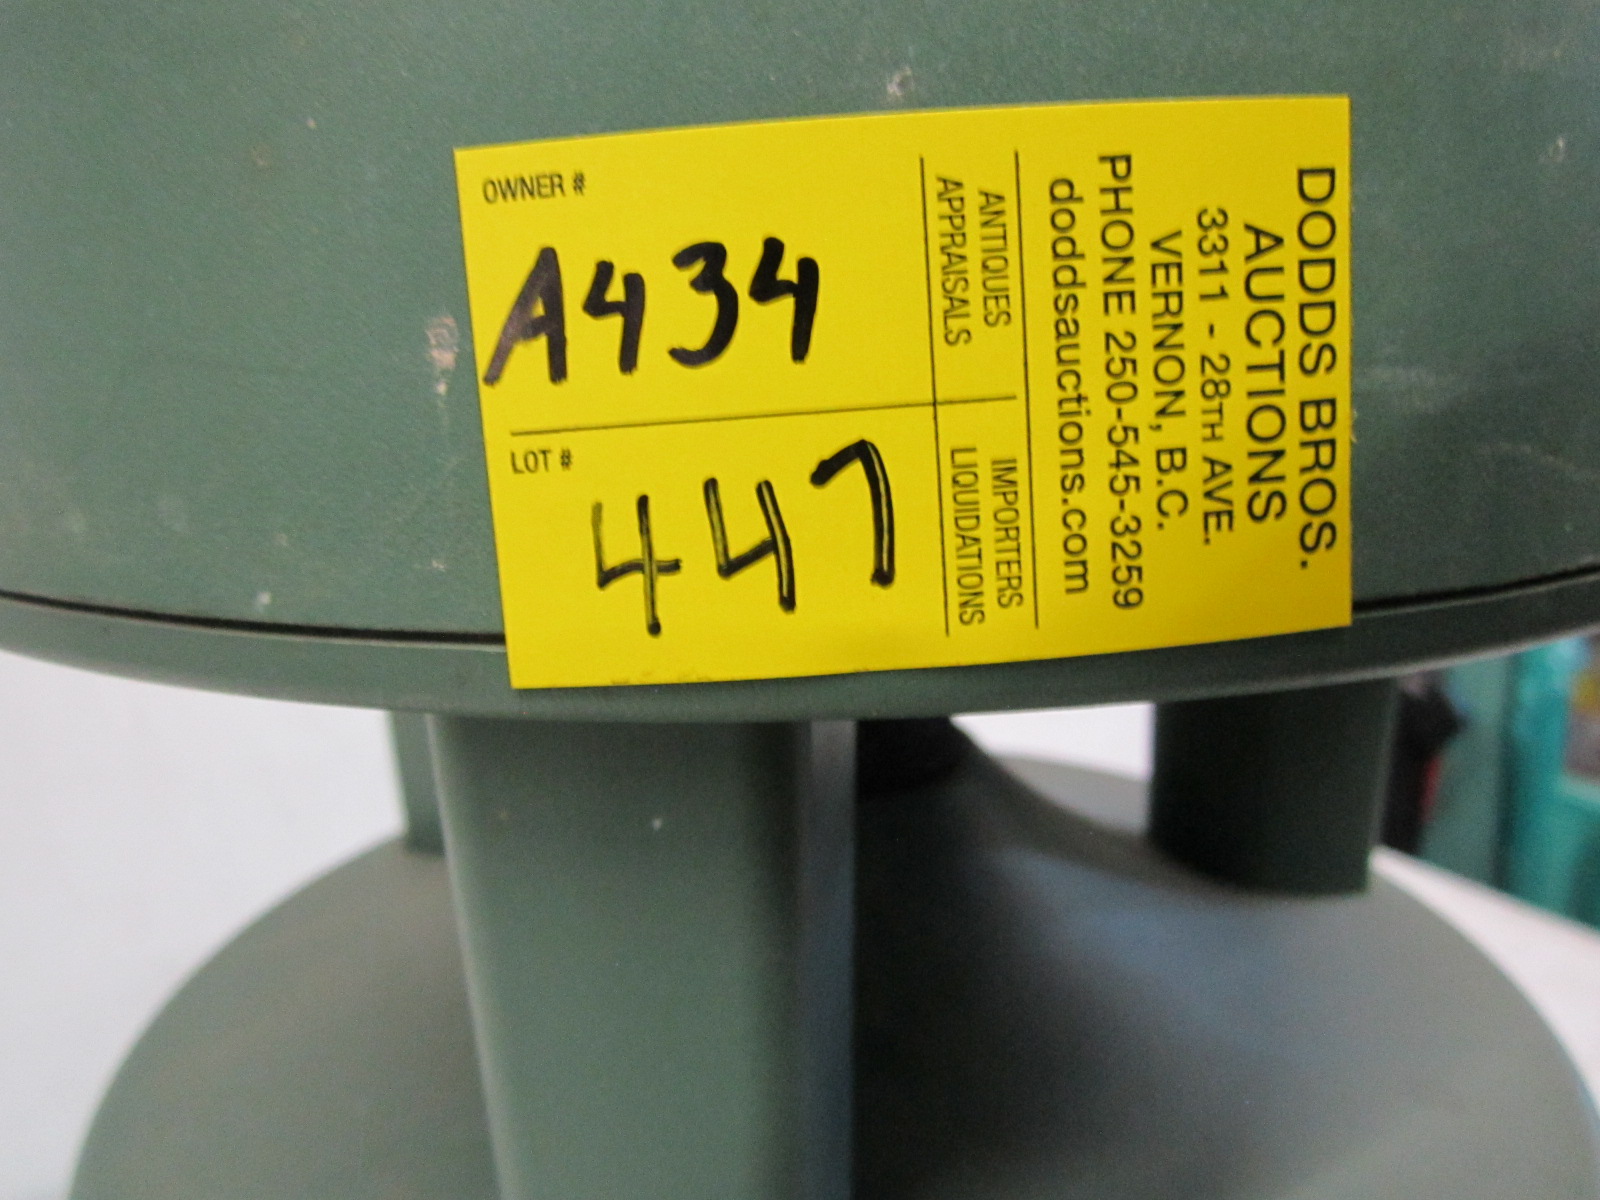 OWNER #
A434
LOT #
447
ANTIQUES
APPRAISALS
IMPORTERS
LIQUIDATIONS
DODDS BROS.
AUCTIONS
3311 - 28TH AVE.
VERNON, B.C.
PHONE 250-545-3259
doddsauctions.com